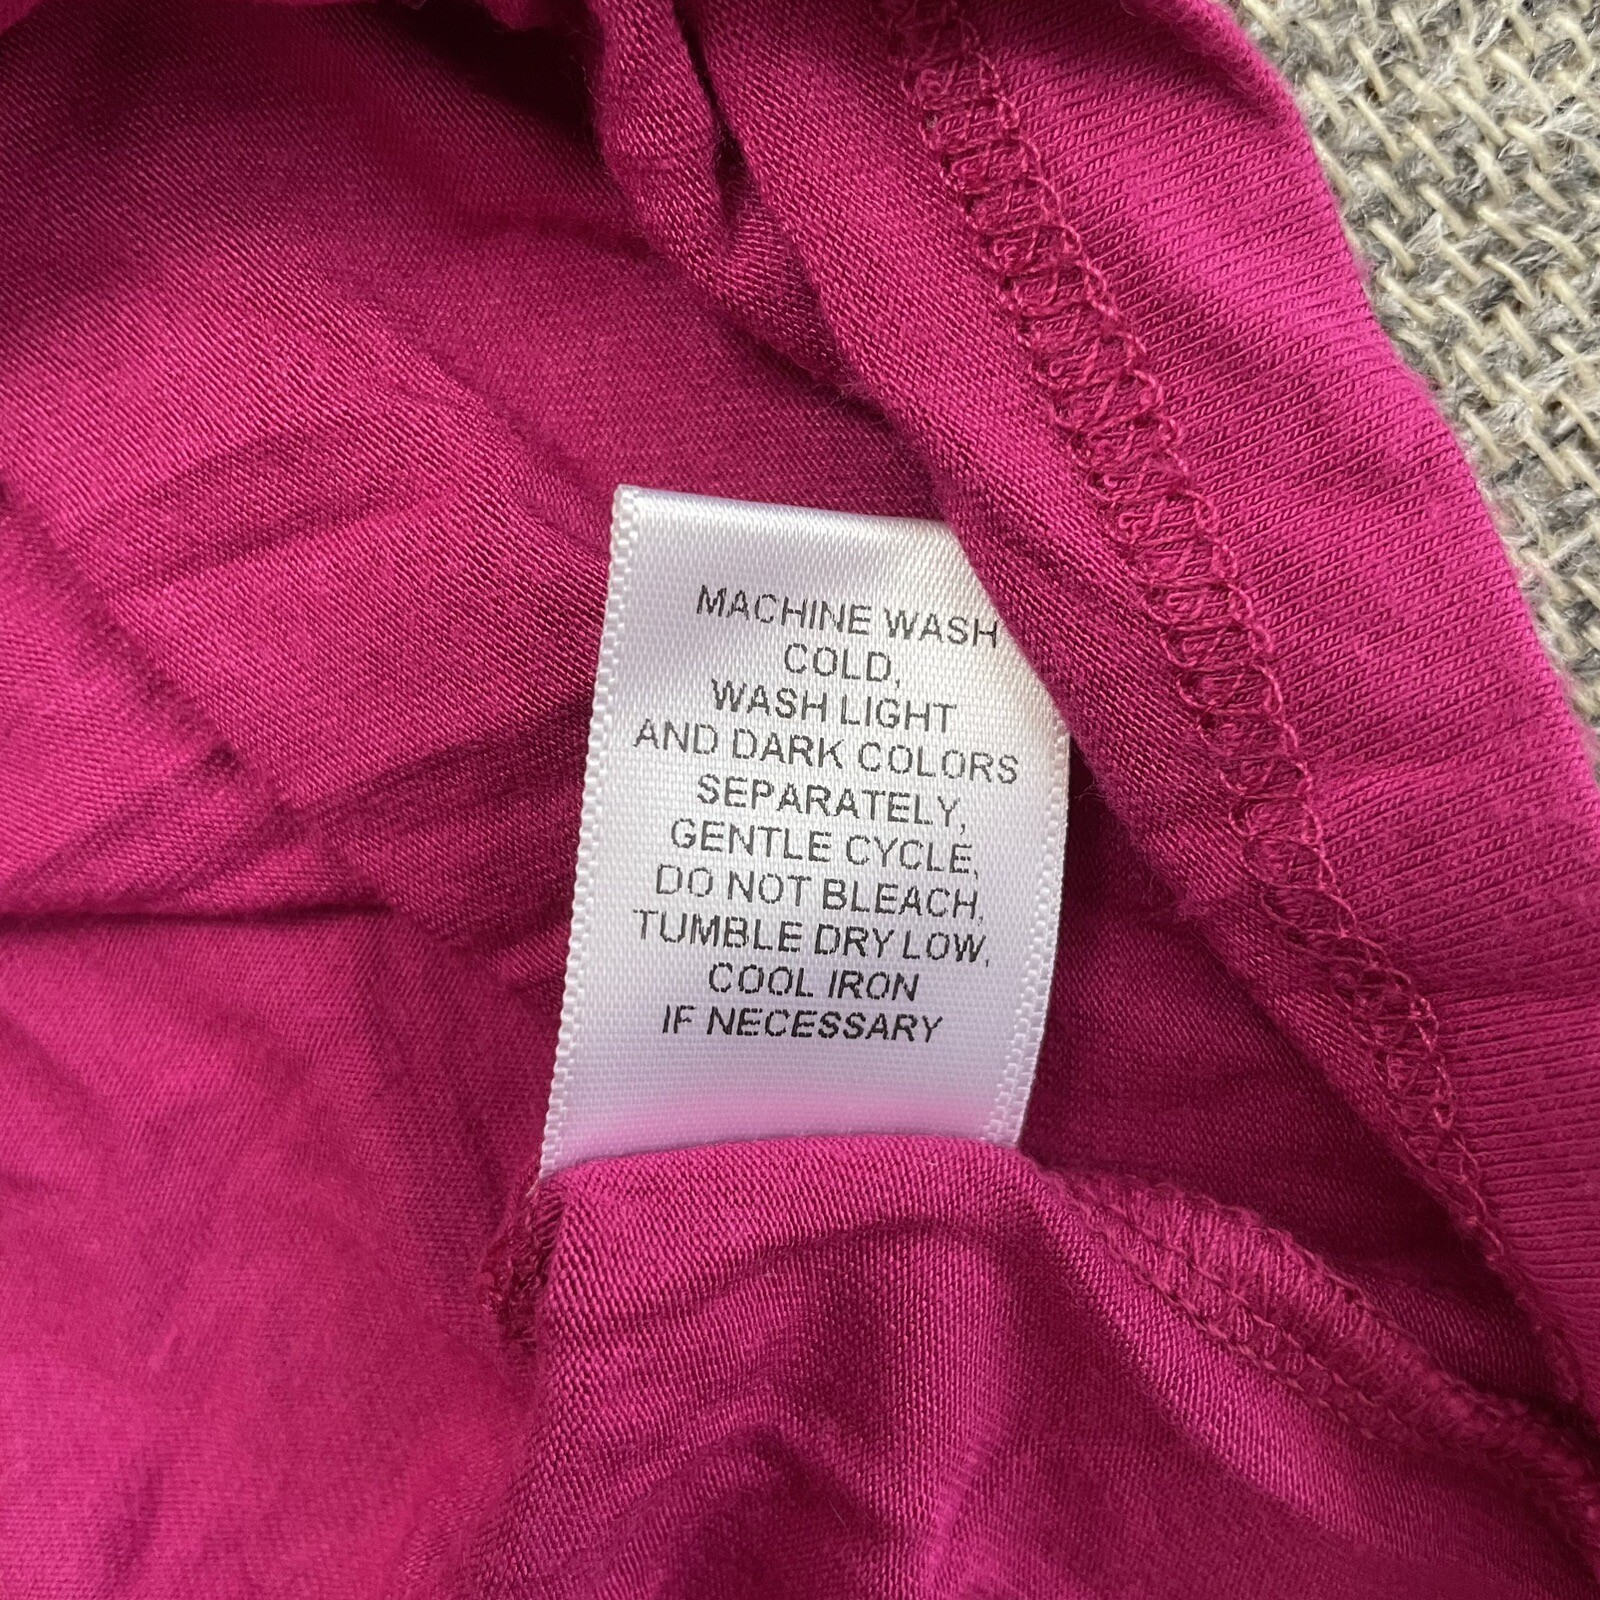 MACHINE WASH
COLD,
WASH LIGHT
AND DARK COLORS
SEPARATELY,
GENTLE CYCLE,
DO NOT BLEACH,
TUMBLE DRY LOW,
COOL IRON
IF NECESSARY